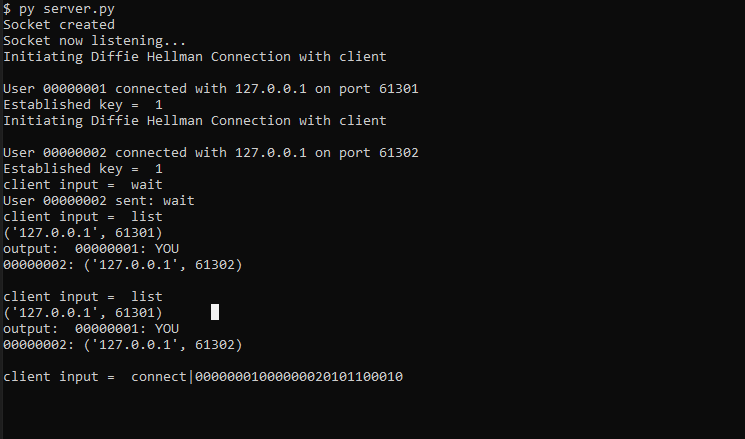 $ py server.py
Socket created
Socket now listening...
Initiating Diffie Hellman Connection with client
User 00000001 connected with 127.0.0.1 on port 61301
Established key =  1
Initiating Diffie Hellman Connection with client
User 00000002 connected with 127.0.0.1 on port 61302
Established key =  1
client input =  wait
User 00000002 sent: wait
client input =  list
('127.0.0.1', 61301)
output:  00000001: YOU
00000002: ('127.0.0.1', 61302)
client input =  list
('127.0.0.1', 61301)
output:  00000001: YOU
00000002: ('127.0.0.1', 61302)
client input =  connect|00000001000000020101100010